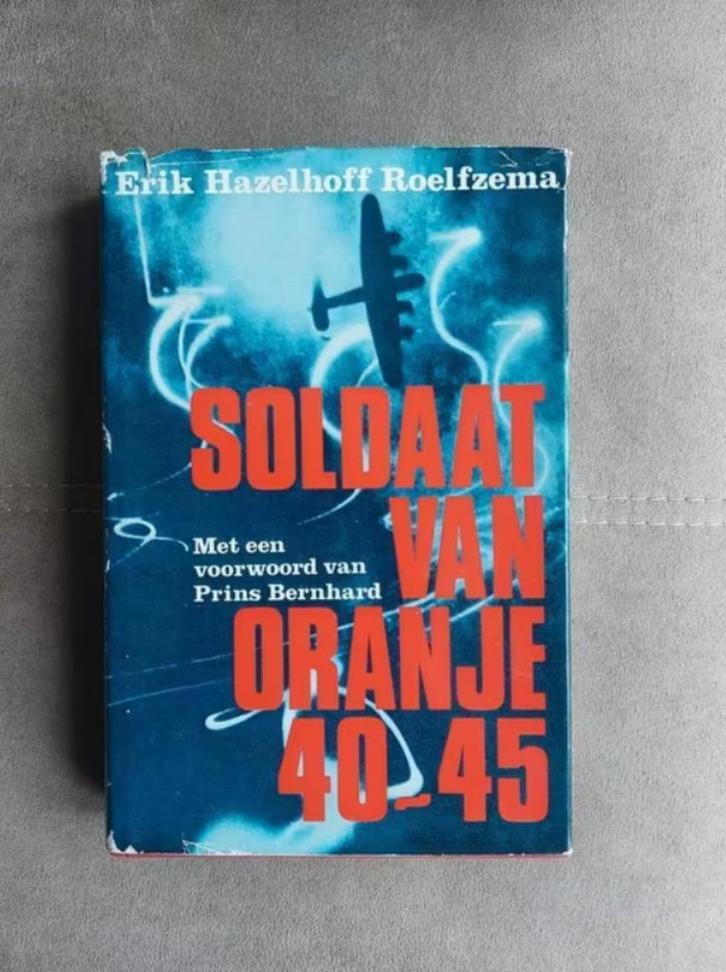 Erik Hazelhoff Roelfzema
SOLDAAT
VAN
Met een
voorwoord van
Prins Bernhard
ORANJE
40-45